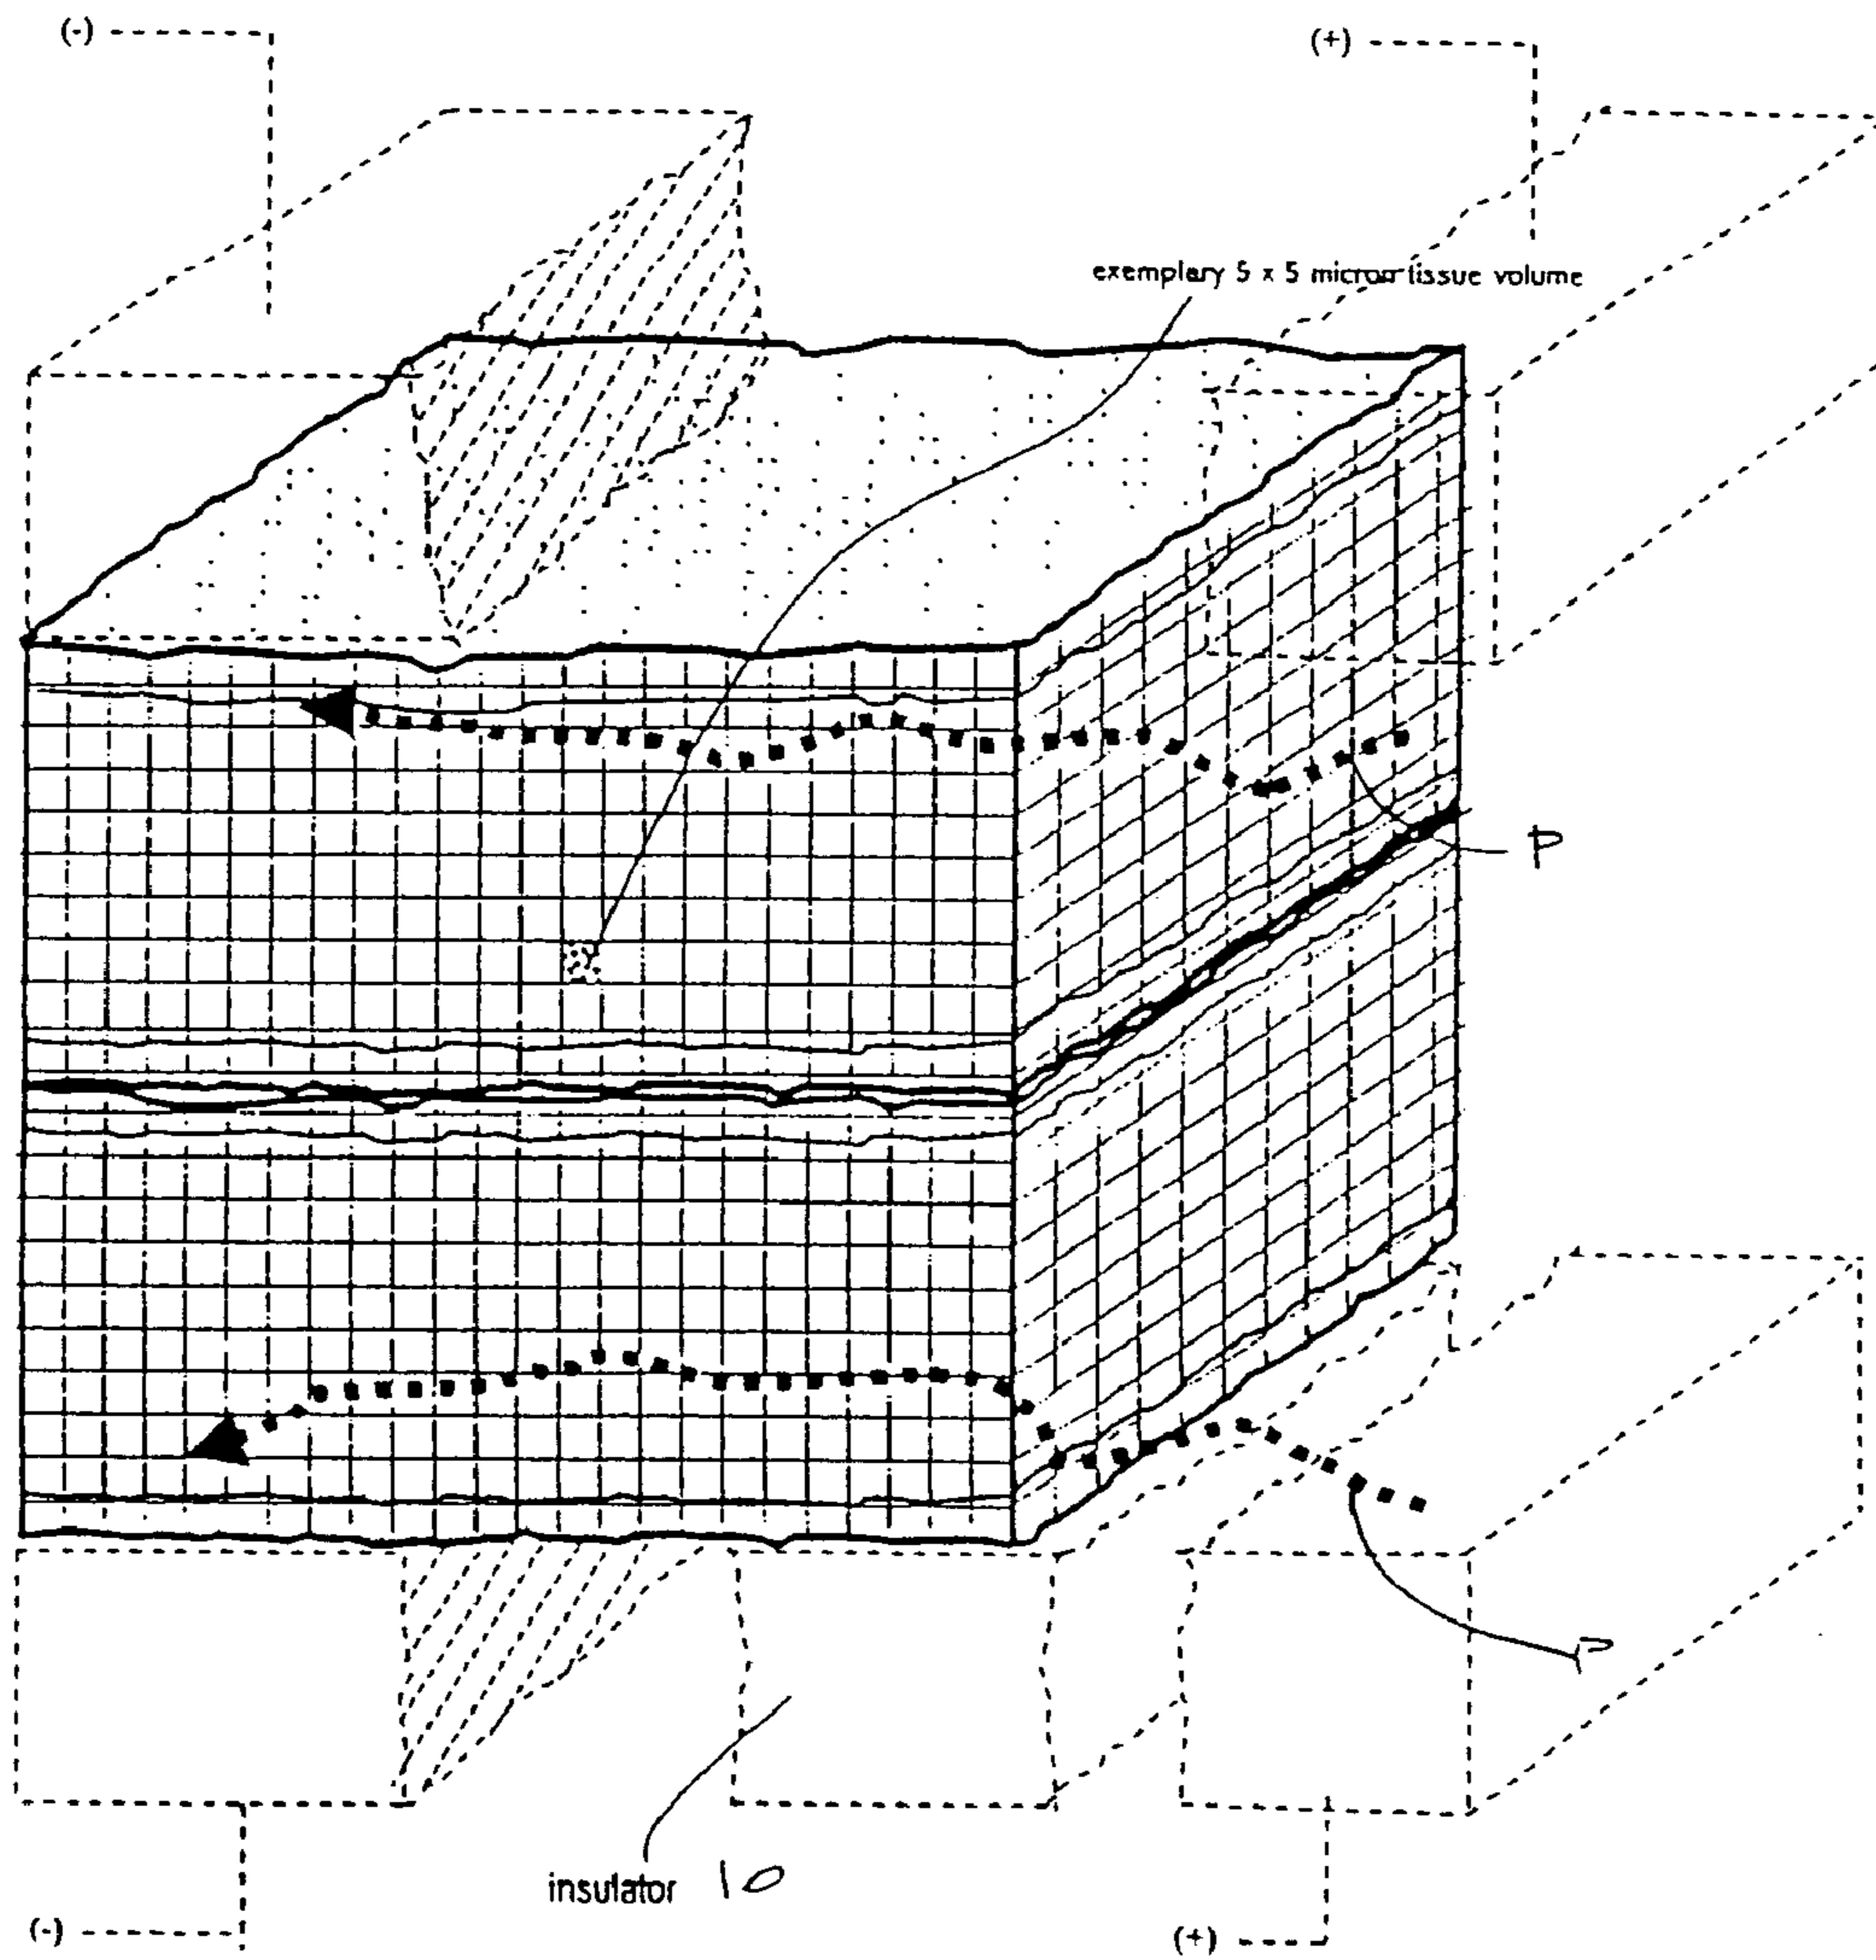 (-)
(+)
exemplary 5 x 5 micron tissue volume
P
P
insulator 10
(-)
(+)